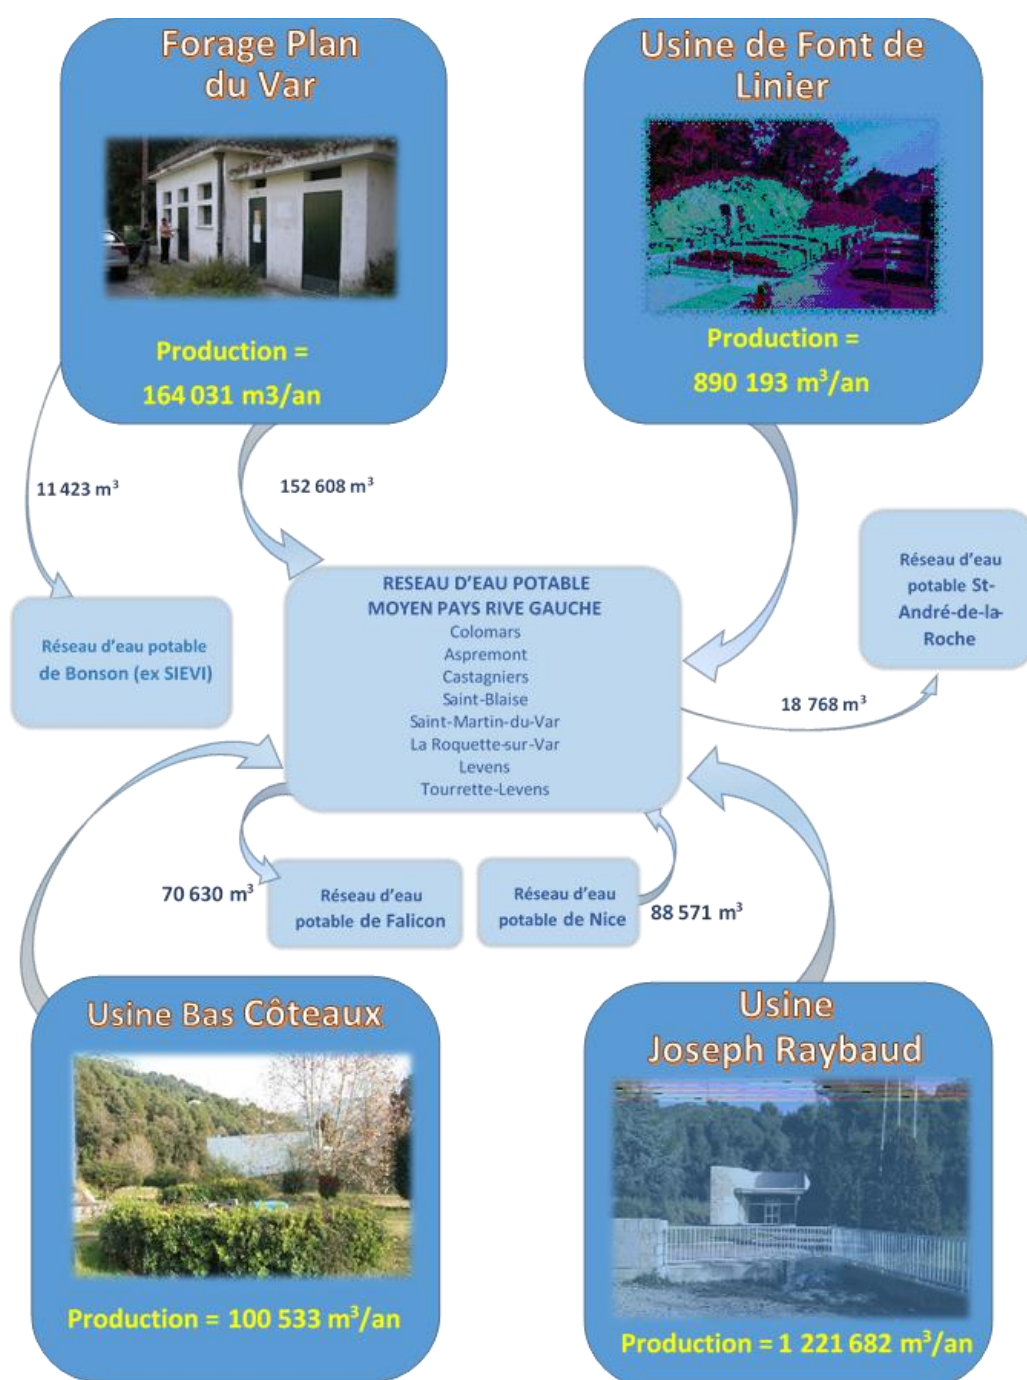 Forage Plan
du Var
Production =
164 031 m3/an
Usine de Font de
Linier
Production =
890 193 m³/an
11 423 m³
152 608 m³
Réseau d'eau potable
de Bonson (ex SIEVI)
RESEAU D'EAU POTABLE
MOYEN PAYS RIVE GAUCHE
Colomars
Aspremont
Castagniers
Saint-Blaise
Saint-Martin-du-Var
La Roquette-sur-Var
Levens
Tourrette-Levens
Réseau d'eau
potable St-
André-de-la-
Roche
18 768 m³
70 630 m³
Réseau d'eau
potable de Falicon
Réseau d'eau
potable de Nice
88 571 m³
Usine Bas Côteaux
Production = 100 533 m³/an
Usine
Joseph Raybaud
Production = 1 221 682 m³/an